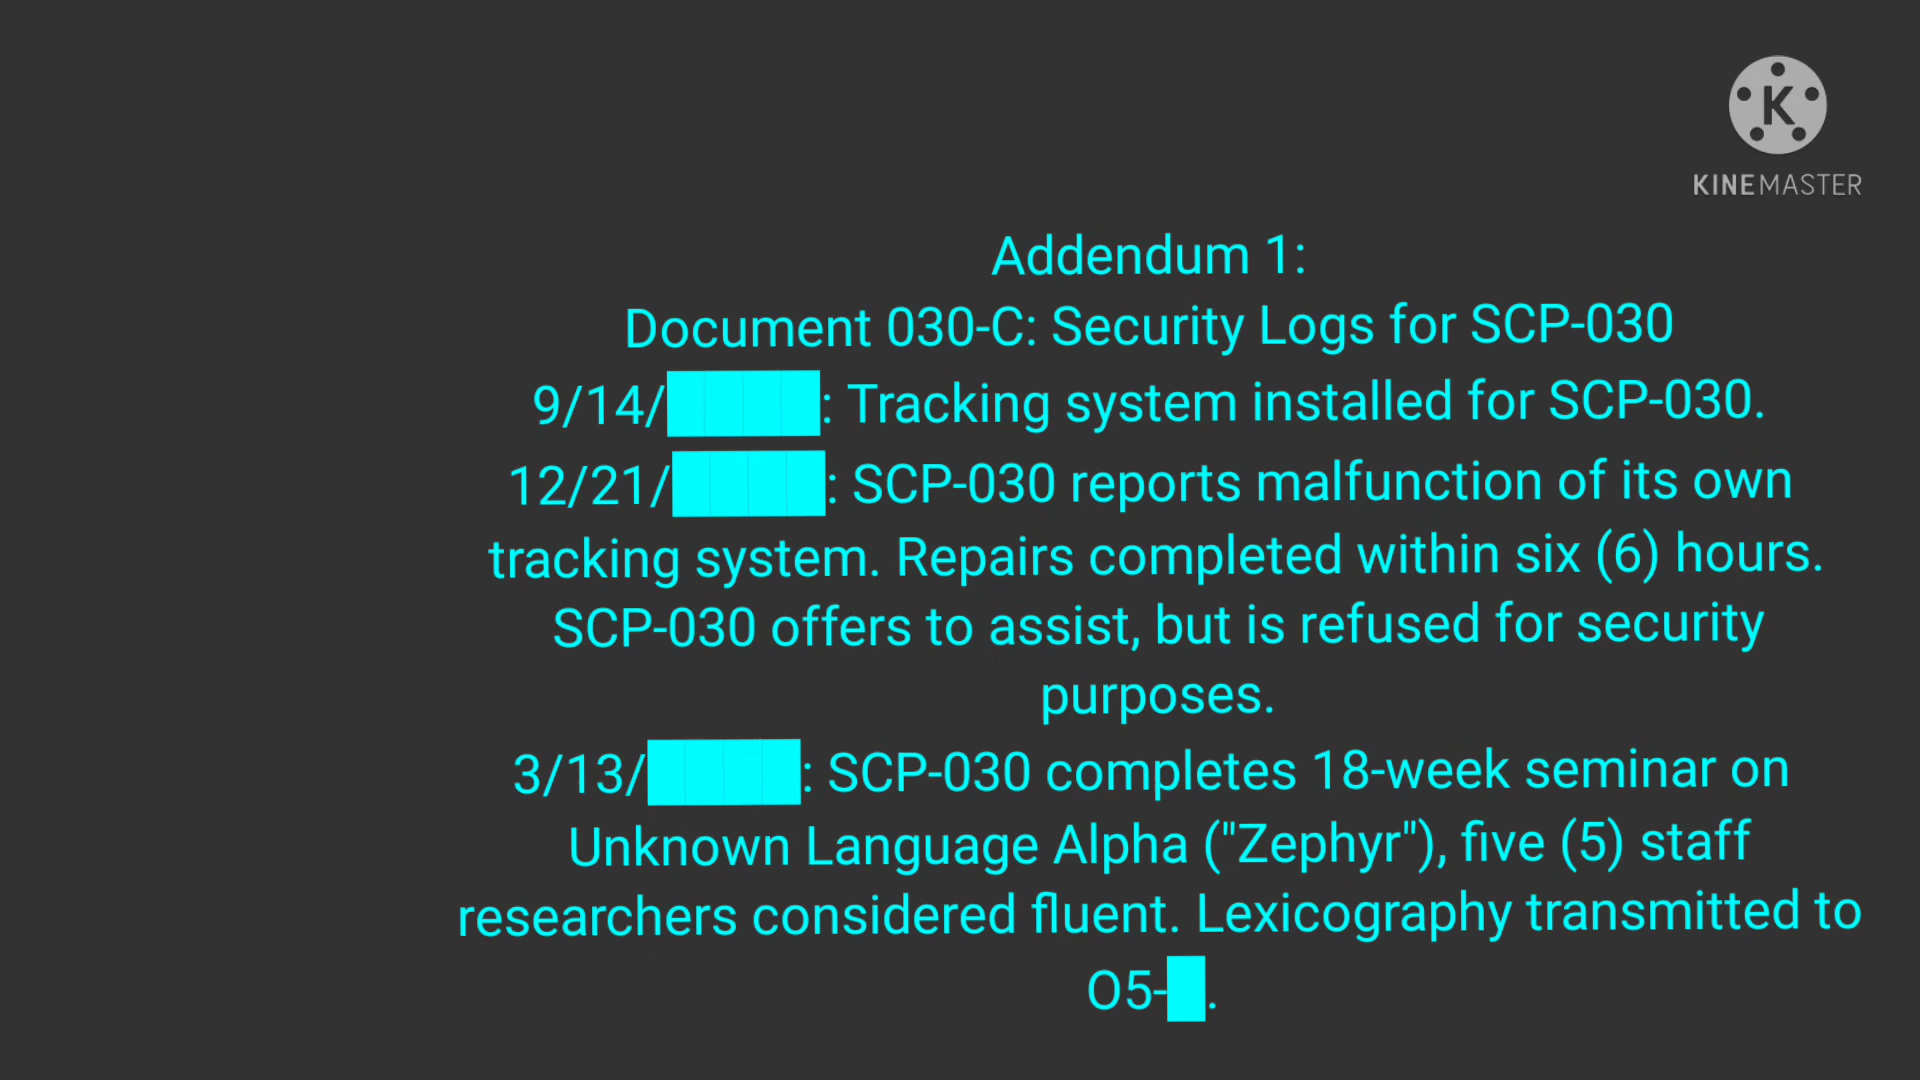 K
KINEMASTER
Addendum 1:
Document 030-C: Security Logs for SCP-030
9/14/████: Tracking system installed for SCP-030.
12/21/████: SCP-030 reports malfunction of its own
tracking system. Repairs completed within six (6) hours.
SCP-030 offers to assist, but is refused for security
purposes.
3/13/████: SCP-030 completes 18-week seminar on
Unknown Language Alpha ("Zephyr"), five (5) staff
researchers considered fluent. Lexicography transmitted to
O5-█.